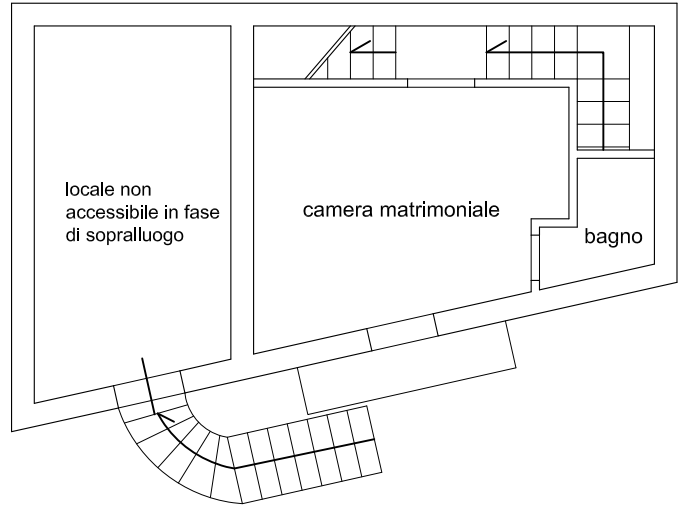 locale non
accessibile in fase
di sopralluogo
camera matrimoniale
bagno